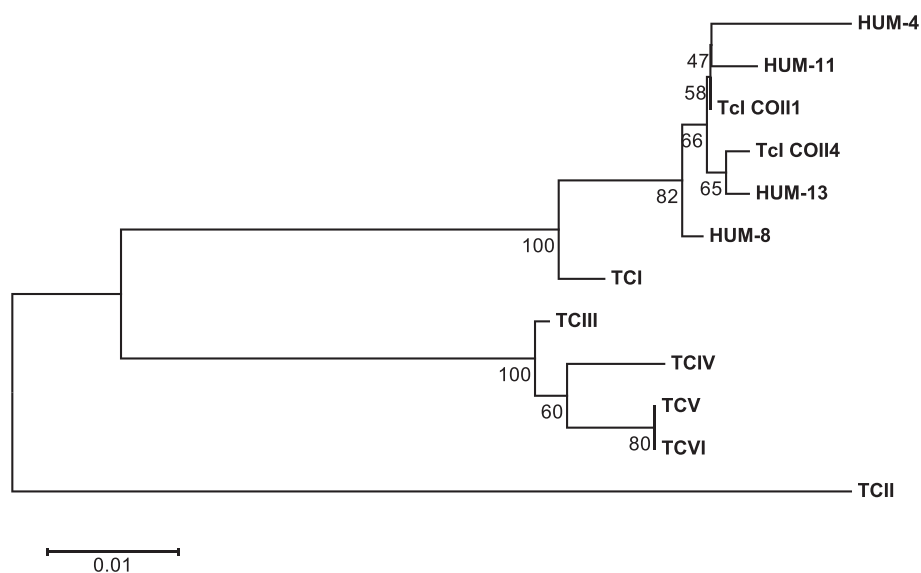 HUM-4
47
HUM-11
58
TcI COII1
66
TcI COII4
65
HUM-13
82
HUM-8
100
TCI
TCIII
100
TCIV
60
TCV
80
TCVI
TCII
0.01